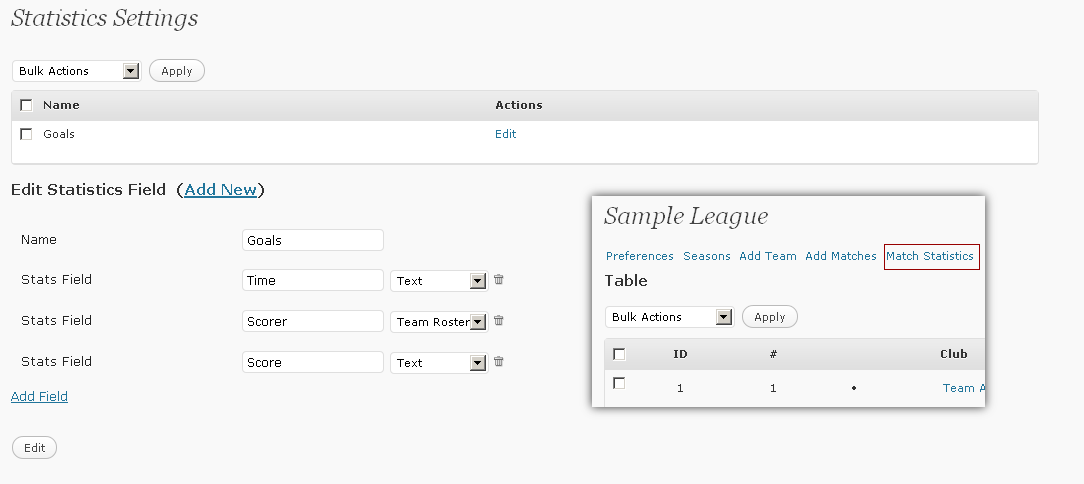 Statistics Settings
Bulk Actions Apply
Name Actions
Goals Edit
Edit Statistics Field (Add New)
Name Goals
Stats Field Time Text
Stats Field Scorer Team Roster
Stats Field Score Text
Add Field
Edit
Sample League
Preferences Seasons Add Team Add Matches Match Statistics
Table
Bulk Actions Apply
ID # Club
1 1 • Team A